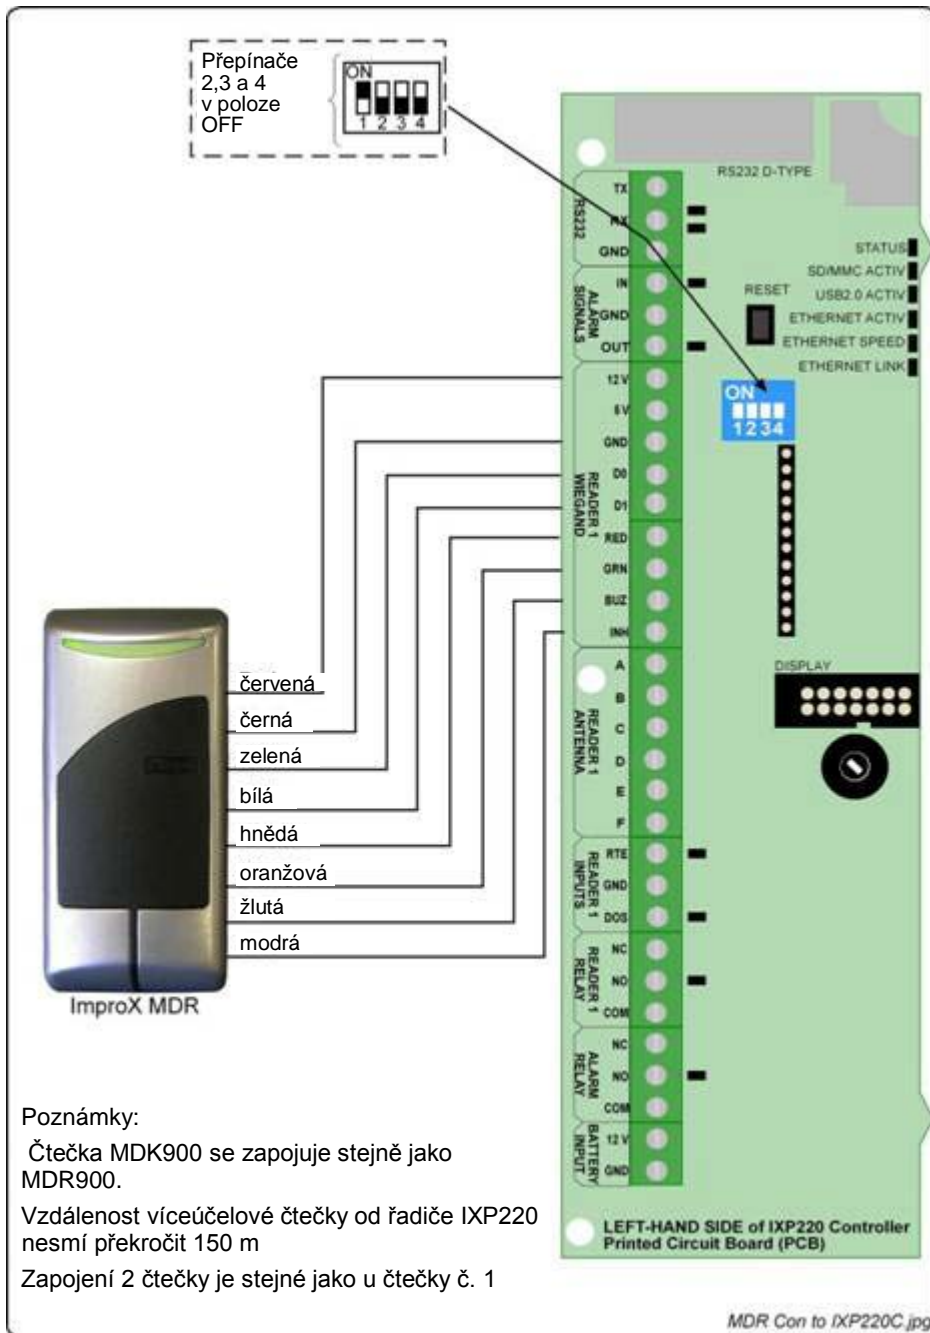 Přepínače
2,3 a 4
v poloze
OFF
ON
1 2 3 4
RS232 D-TYPE
RS232
TX
RX
GND
ALARM
SIGNALS
IN
GND
OUT
STATUS
SD/MMC ACTIV
USB2.0 ACTIV
ETHERNET ACTIV
ETHERNET SPEED
ETHERNET LINK
RESET
ON
1234
READER 1
WIEGAND
12 V
5 V
GND
D0
D1
RED
GRN
BUZ
INH
READER 1
ANTENNA
A
B
C
D
E
F
DISPLAY
READER 1
INPUTS
RTE
GND
DOS
READER 1
RELAY
NC
NO
COM
ALARM
RELAY
NC
NO
COM
BATTERY
INPUT
12 V
GND
červená
černá
zelená
bílá
hnědá
oranžová
žlutá
modrá
ImproX MDR
Poznámky:
Čtečka MDK900 se zapojuje stejně jako
MDR900.
Vzdálenost víceúčelové čtečky od řadiče IXP220
nesmí překročit 150 m
Zapojení 2 čtečky je stejné jako u čtečky č. 1
LEFT-HAND SIDE of IXP220 Controller
Printed Circuit Board (PCB)
MDR Con to IXP220C.jpg